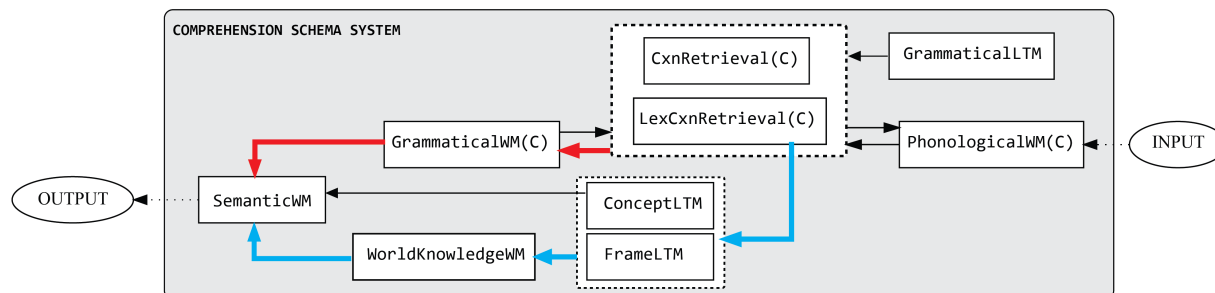 COMPREHENSION SCHEMA SYSTEM
CxnRetrieval(C)
GrammaticalLTM
LexCxnRetrieval(C)
GrammaticalWM(C)
PhonologicalWM(C)
INPUT
OUTPUT
SemanticWM
ConceptLTM
WorldKnowledgeWM
FrameLTM